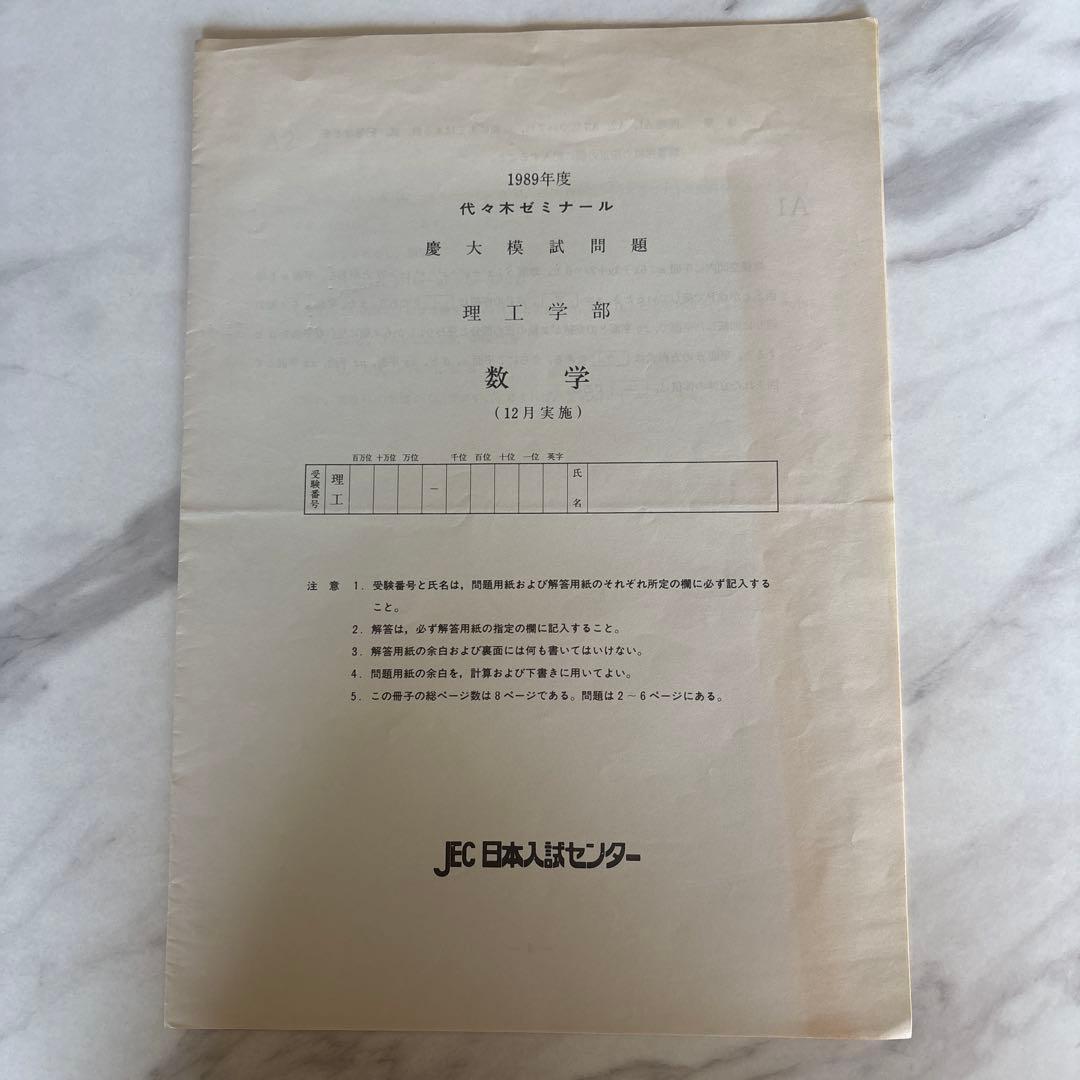 1989年度
代々木ゼミナール
慶大模試問題
理工学部
数学
(12月実施)
百万位 十万位 万位 千位 百位 十位 一位 英字
受験番号 理工 － 氏名
注意 1. 受験番号と氏名は，問題用紙および解答用紙のそれぞれ所定の欄に必ず記入する
こと。
2. 解答は，必ず解答用紙の指定の欄に記入すること。
3. 解答用紙の余白および裏面には何も書いてはいけない。
4. 問題用紙の余白を，計算および下書きに用いてよい。
5. この冊子の総ページ数は8ページである。問題は2～6ページにある。
JEC 日本入試センター